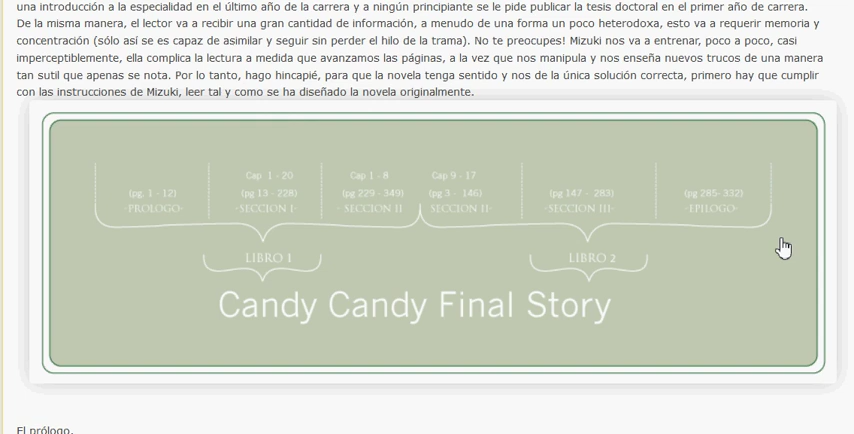 una introducción a la especialidad en el último año de la carrera y a ningún principiante se le pide publicar la tesis doctoral en el primer año de carrera.
De la misma manera, el lector va a recibir una gran cantidad de información, a menudo de una forma un poco heterodoxa, esto va a requerir memoria y
concentración (sólo así se es capaz de asimilar y seguir sin perder el hilo de la trama). No te preocupes! Mizuki nos va a entrenar, poco a poco, casi
imperceptiblemente, ella complica la lectura a medida que avanzamos las páginas, a la vez que nos manipula y nos enseña nuevos trucos de una manera
tan sutil que apenas se nota. Por lo tanto, hago hincapié, para que la novela tenga sentido y nos de la única solución correcta, primero hay que cumplir
con las instrucciones de Mizuki, leer tal y como se ha diseñado la novela originalmente.
Cap 1 - 20 Cap 1 - 8 Cap 9 - 17
(pg, 1 - 12) (pg 13 - 228) (pg 229 - 349) (pg 3 - 146) (pg 147 - 283) (pg 285- 332)
-PROLOGO- -SECCION I- -SECCION II SECCION II- -SECCION III- -EPILOGO-
LIBRO 1 LIBRO 2
Candy Candy Final Story
El prólogo.